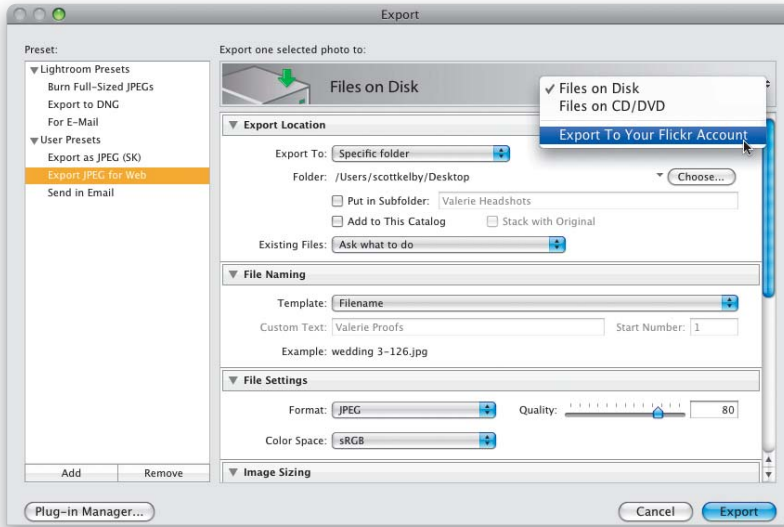 Export
Preset:
Lightroom Presets
Burn Full-Sized JPEGs
Export to DNG
For E-Mail
User Presets
Export as JPEG (SK)
Export JPEG for Web
Send in Email
Add Remove
Export one selected photo to:
Files on Disk
✓ Files on Disk
Files on CD/DVD
Export To Your Flickr Account
Export Location
Export To: Specific folder
Folder: /Users/scottkelby/Desktop Choose...
Put in Subfolder: Valerie Headshots
Add to This Catalog Stack with Original
Existing Files: Ask what to do
File Naming
Template: Filename
Custom Text: Valerie Proofs Start Number: 1
Example: wedding 3-126.jpg
File Settings
Format: JPEG Quality: 80
Color Space: sRGB
Image Sizing
Plug-in Manager... Cancel Export